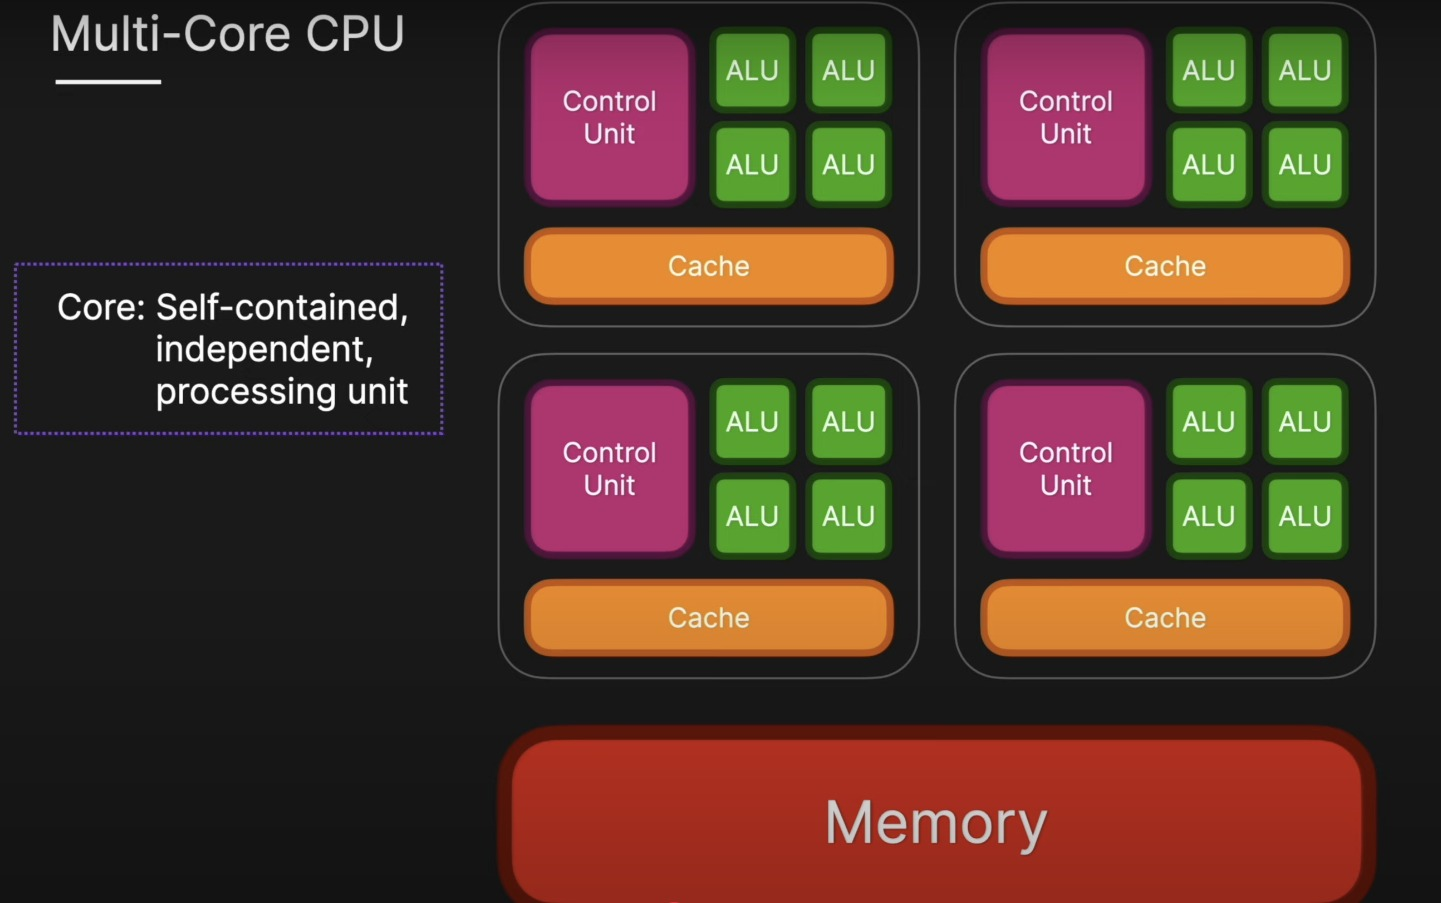 Multi-Core CPU
Core: Self-contained,
independent,
processing unit
Control
Unit
ALU ALU
ALU ALU
Cache
Control
Unit
ALU ALU
ALU ALU
Cache
Control
Unit
ALU ALU
ALU ALU
Cache
Control
Unit
ALU ALU
ALU ALU
Cache
Memory